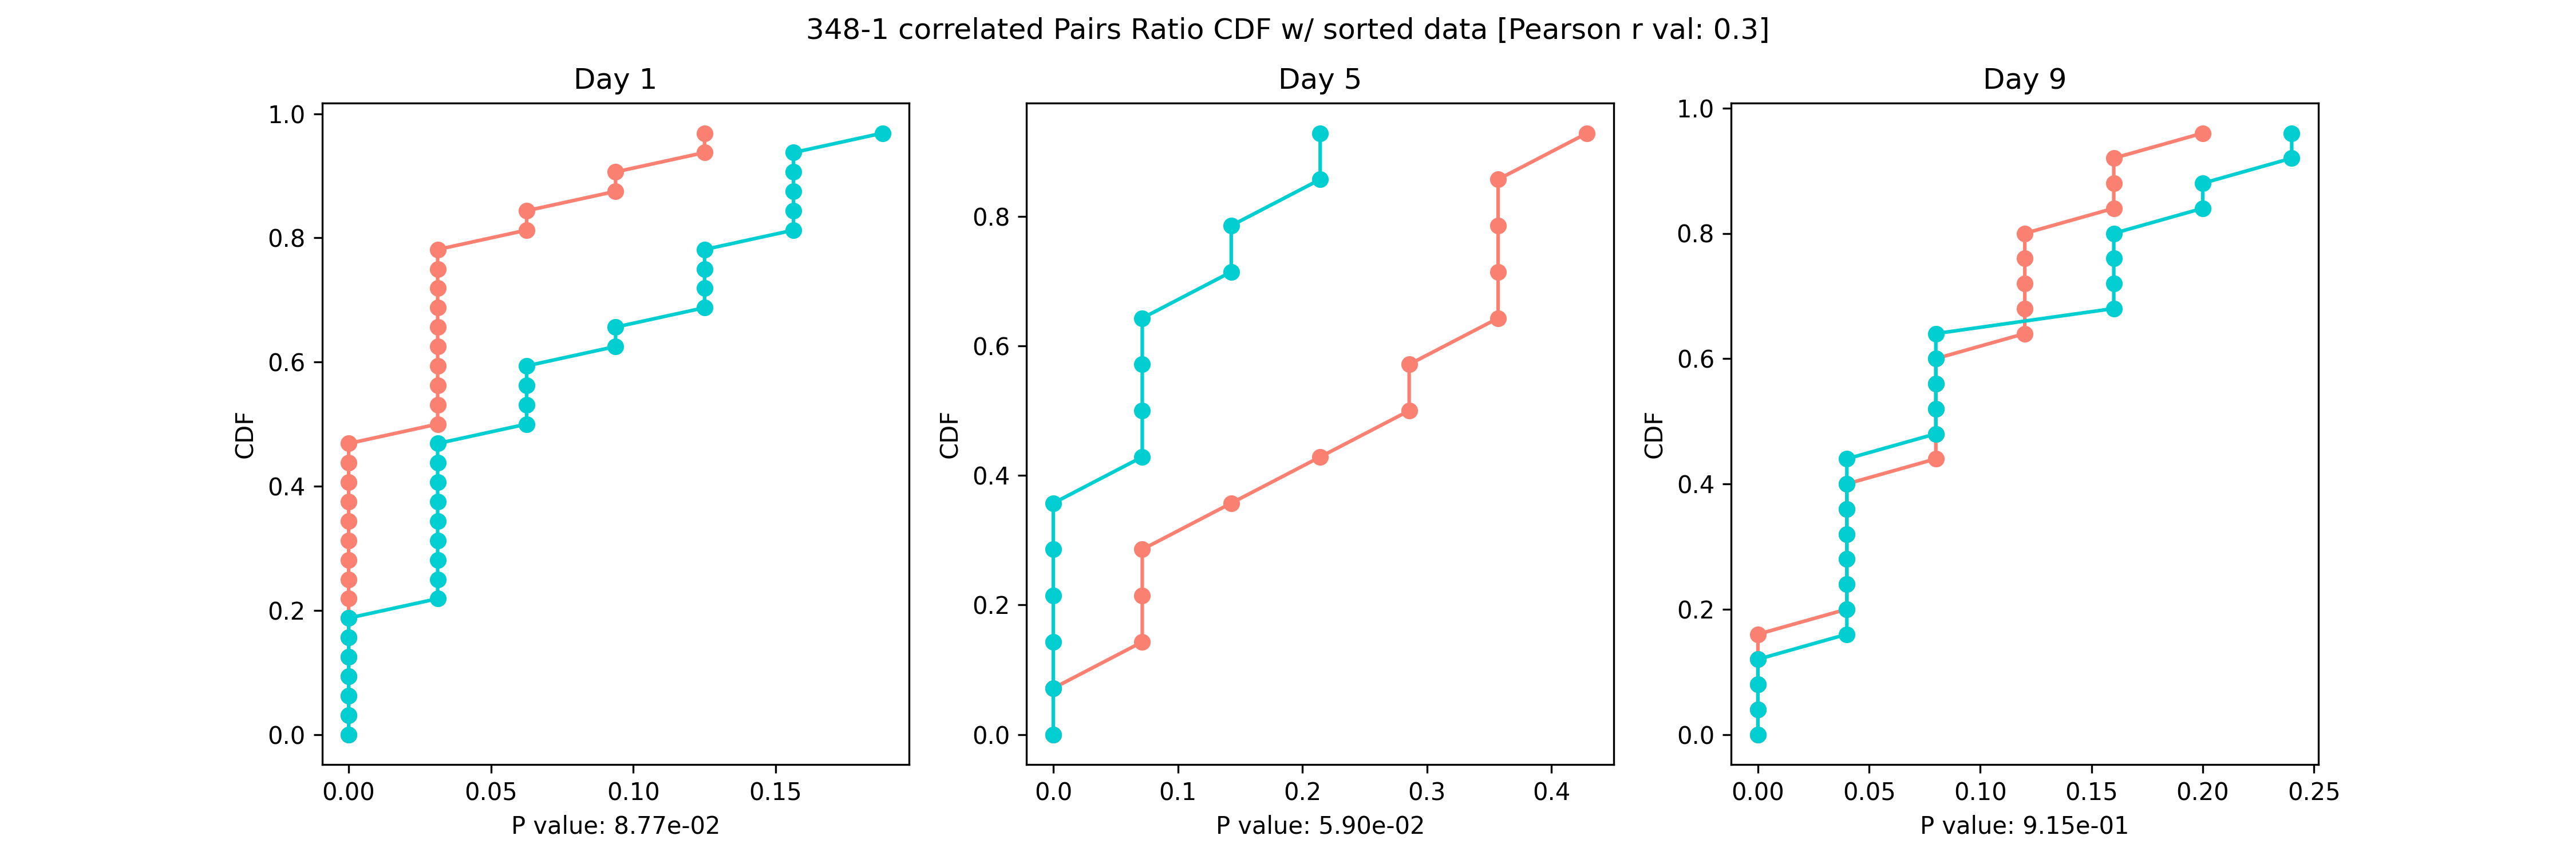 348-1 correlated Pairs Ratio CDF w/ sorted data [Pearson r val: 0.3]
Day 1
CDF
1.0
0.8
0.6
0.4
0.2
0.0
0.00 0.05 0.10 0.15
P value: 8.77e-02
Day 5
CDF
0.8
0.6
0.4
0.2
0.0
0.0 0.1 0.2 0.3 0.4
P value: 5.90e-02
Day 9
CDF
1.0
0.8
0.6
0.4
0.2
0.0
0.00 0.05 0.10 0.15 0.20 0.25
P value: 9.15e-01